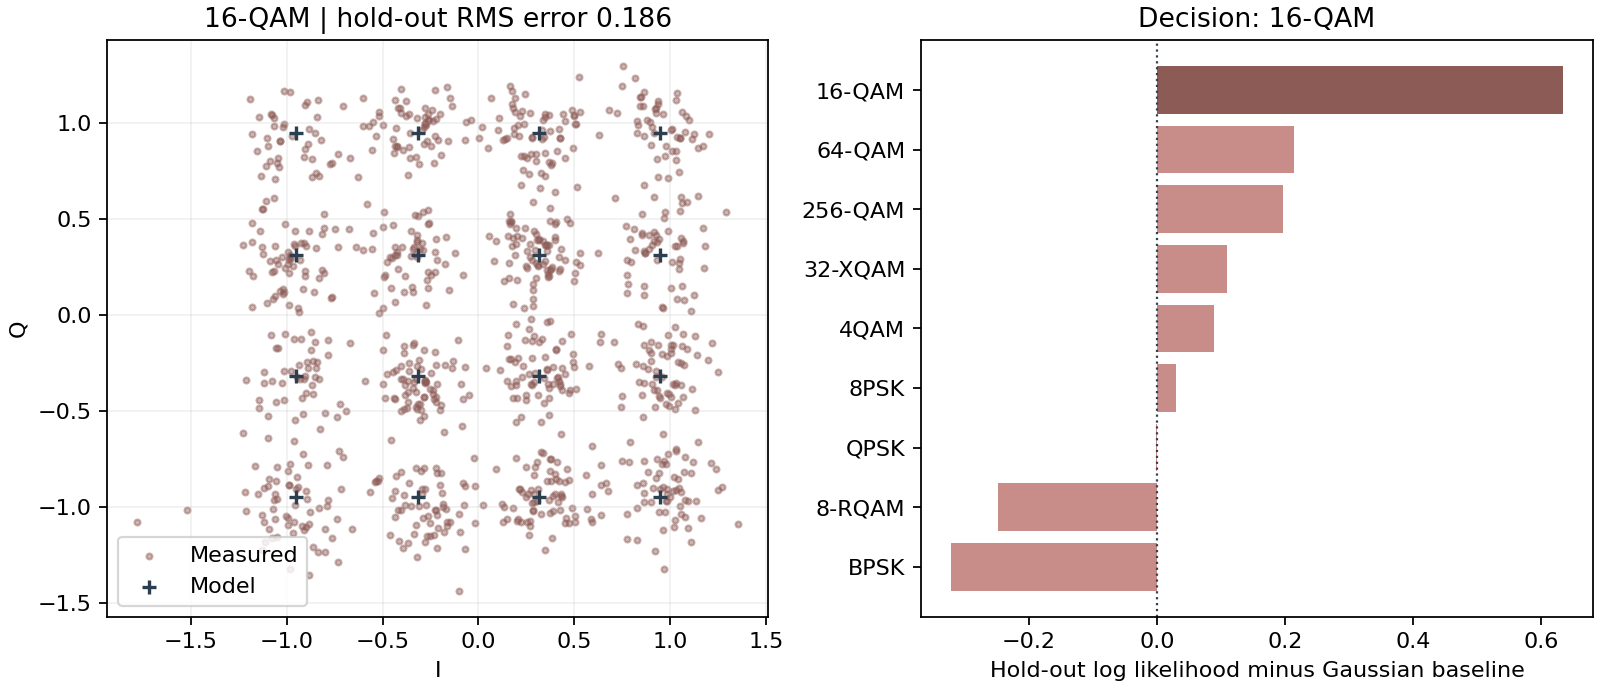 16-QAM | hold-out RMS error 0.186
Q
1.0
0.5
0.0
−0.5
−1.0
−1.5
Measured
Model
−1.5
−1.0
−0.5
0.0
0.5
1.0
1.5
I
Decision: 16-QAM
16-QAM
64-QAM
256-QAM
32-XQAM
4QAM
8PSK
QPSK
8-RQAM
BPSK
−0.2
0.0
0.2
0.4
0.6
Hold-out log likelihood minus Gaussian baseline